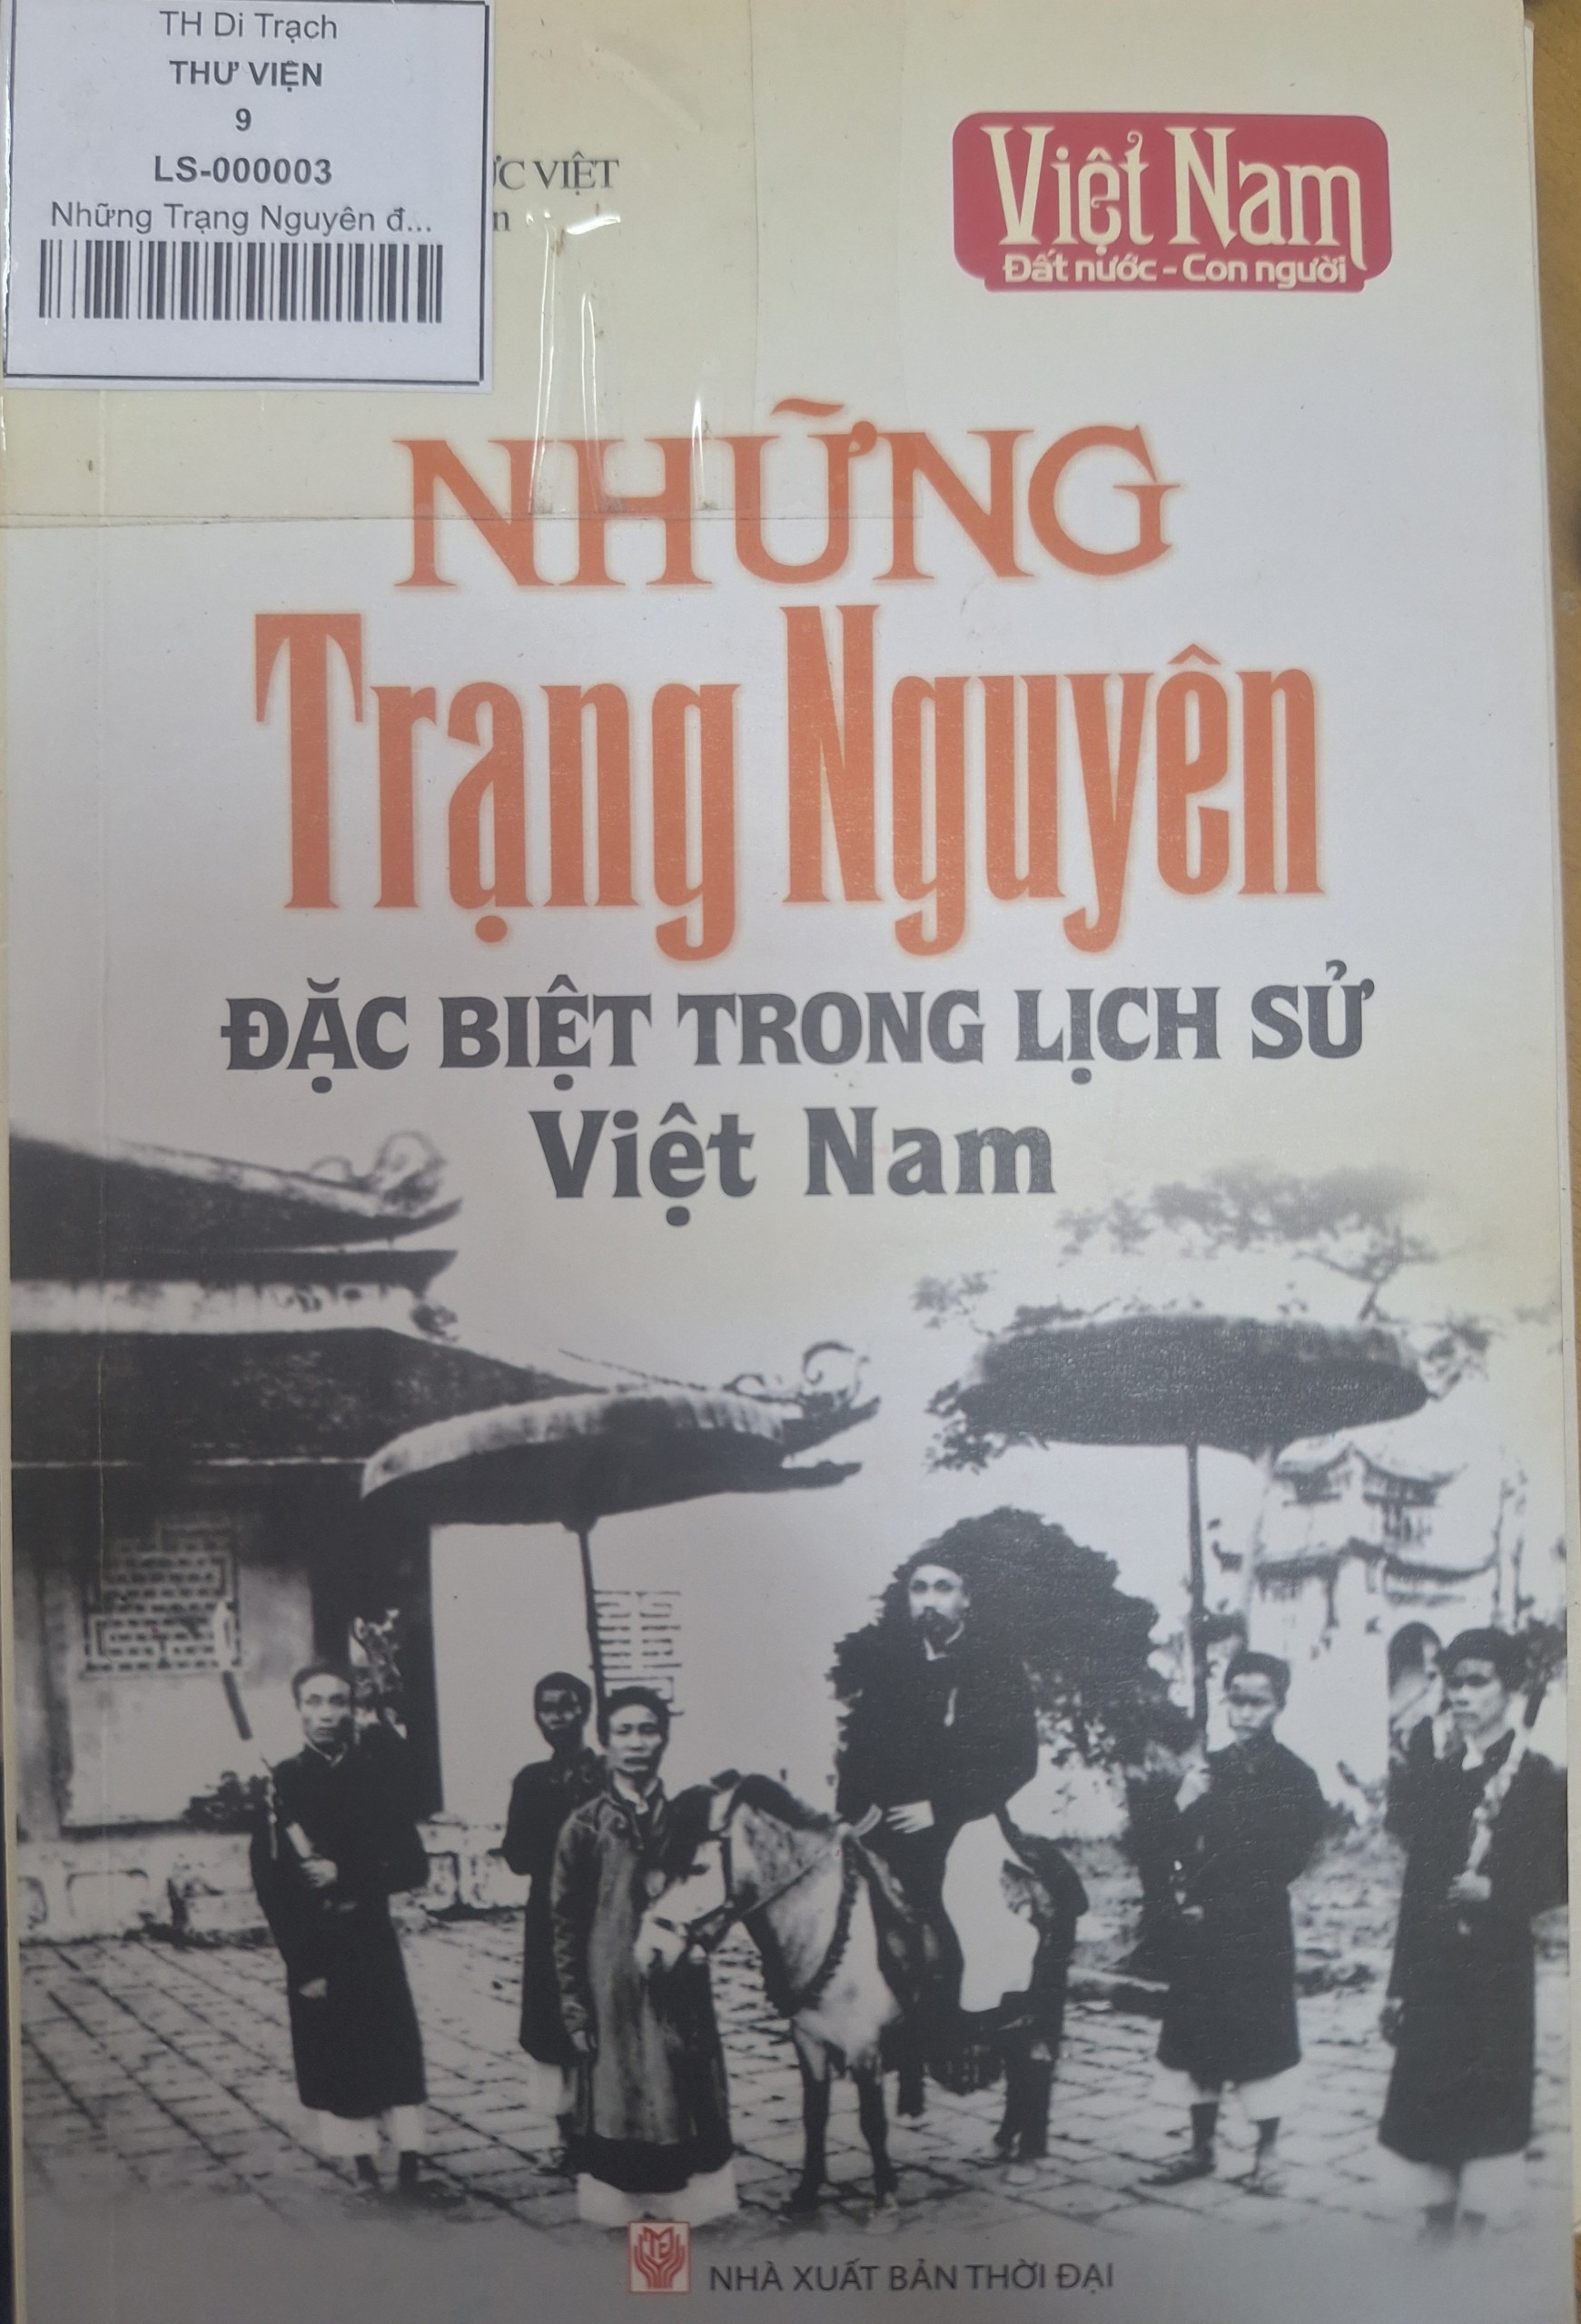 TH Di Trạch
THƯ VIỆN
9
LS-000003
Những Trạng Nguyên đ...
VIỆT
Việt Nam
Đất nước - Con người
NHỮNG
Trạng Nguyên
ĐẶC BIỆT TRONG LỊCH SỬ
Việt Nam
NHÀ XUẤT BẢN THỜI ĐẠI